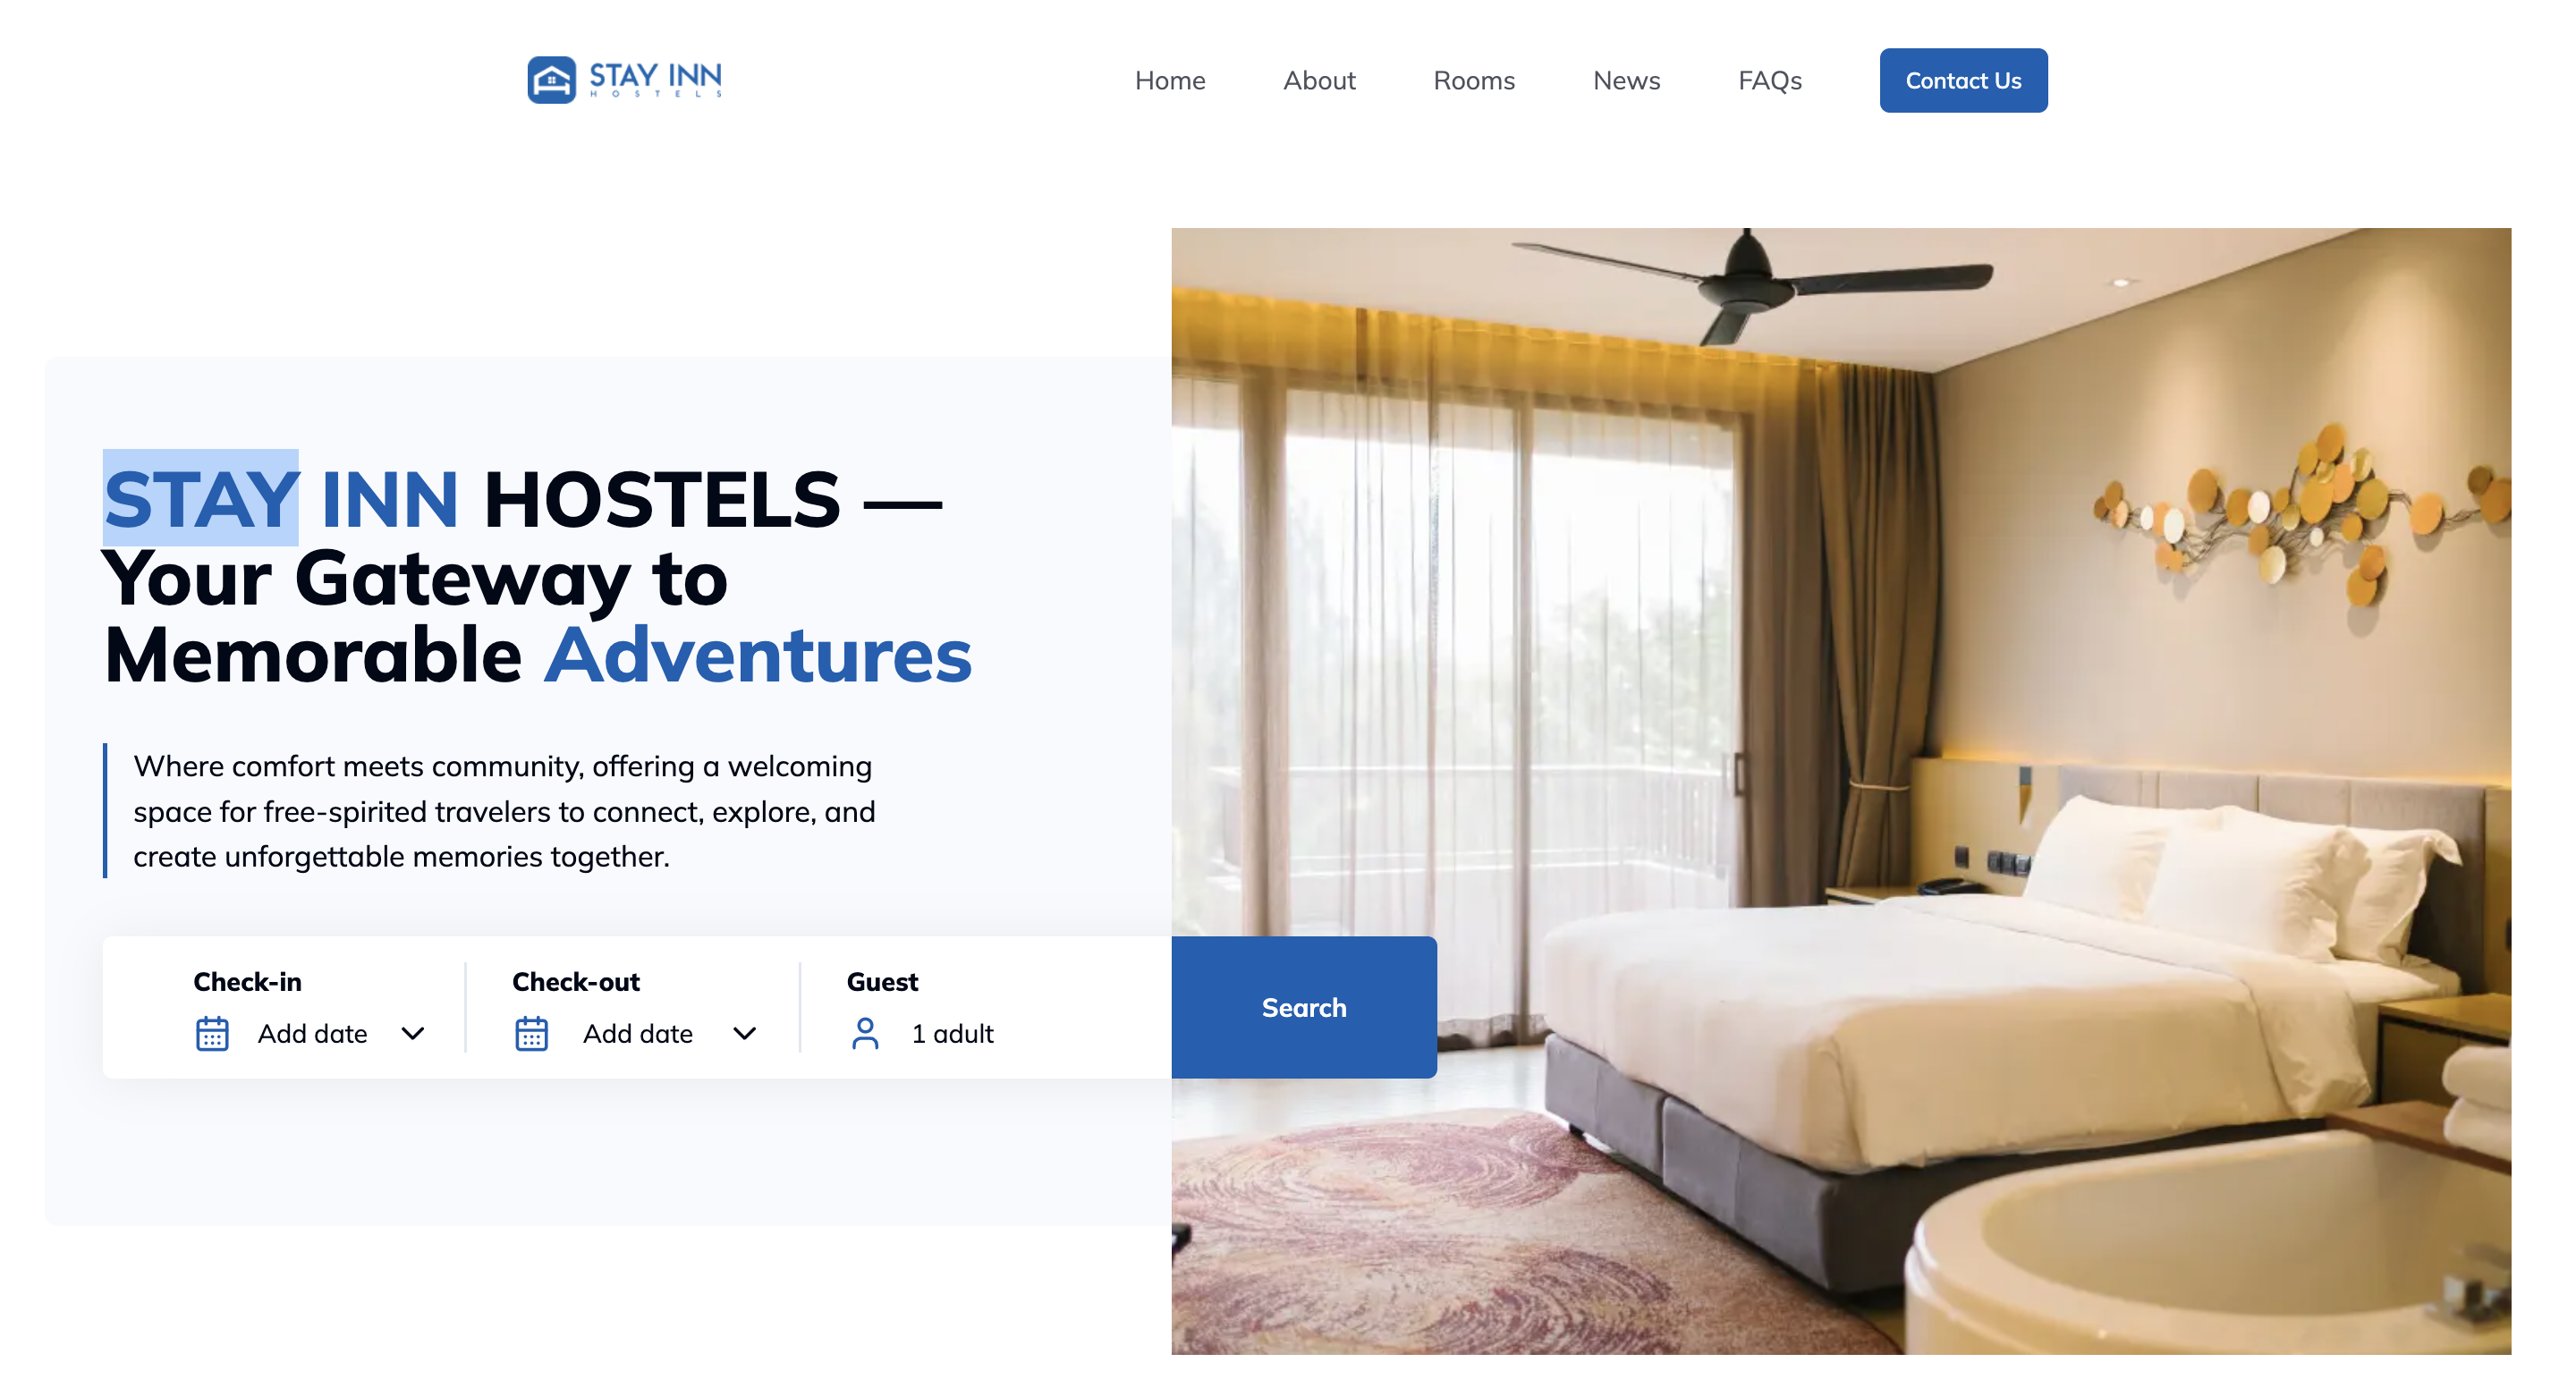 STAY INN
HOSTELS
Home
About
Rooms
News
FAQs
Contact Us
STAY INN HOSTELS —
Your Gateway to
Memorable Adventures
Where comfort meets community, offering a welcoming
space for free-spirited travelers to connect, explore, and
create unforgettable memories together.
Check-in
Add date
Check-out
Add date
Guest
1 adult
Search